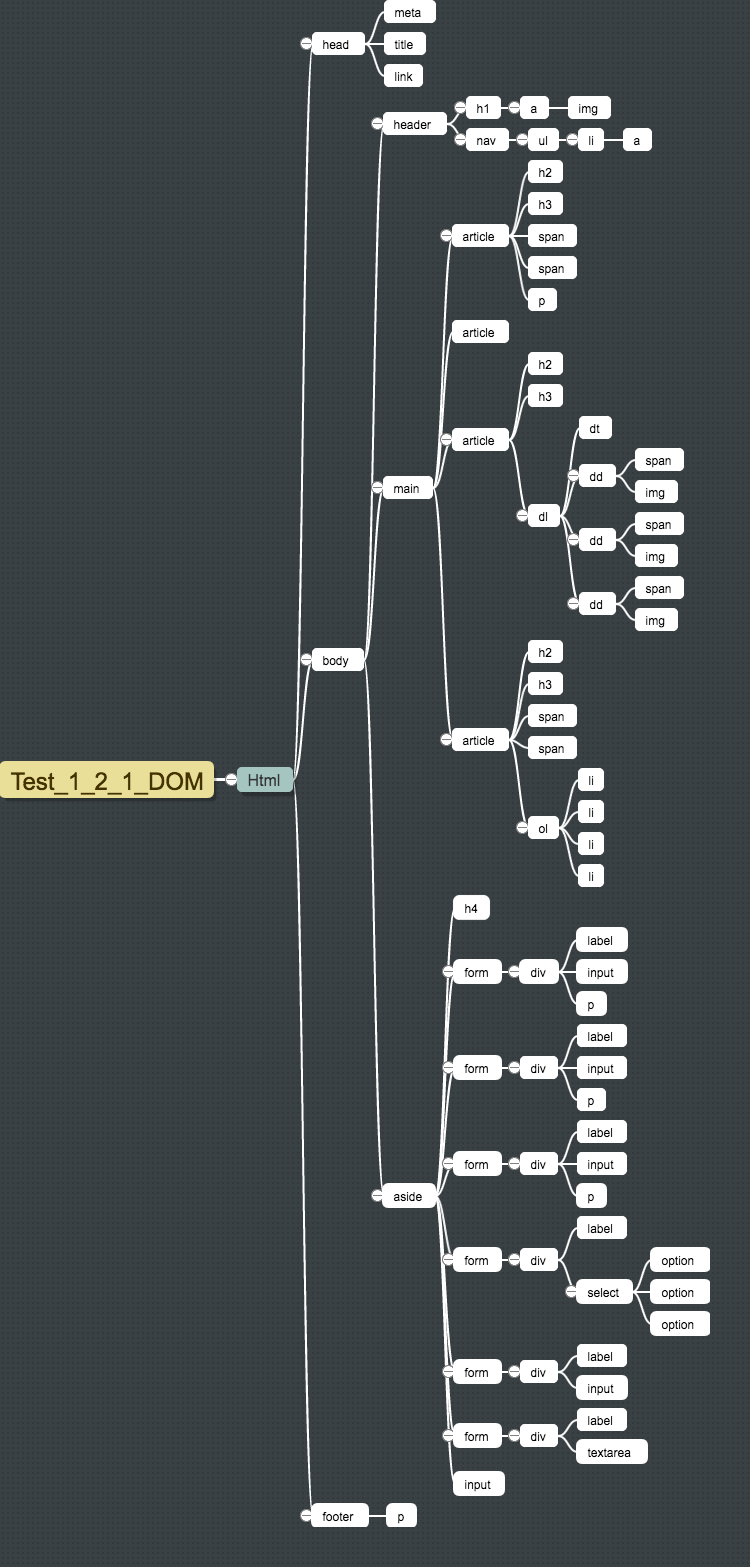 meta
head
title
link
h1 a img
header
nav ul li a
h2
h3
article span
span
p
article
h2
h3
article
dt
span
dd
img
main
dl
span
dd
img
span
dd
img
h2
body
h3
span
article
span
Test_1_2_1_DOM Html
li
li
ol
li
li
h4
label
form div input
p
label
form div input
p
label
form div input
p
aside
label
form div option
select option
option
label
form div
input
label
form div
textarea
input
footer p